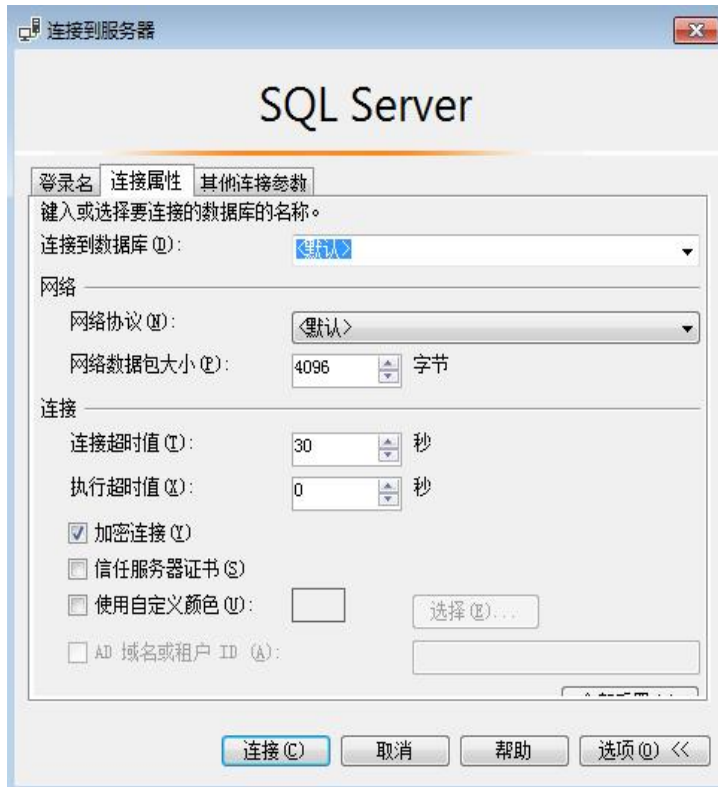 连接到服务器
SQL Server
登录名 连接属性 其他连接参数
键入或选择要连接的数据库的名称。
连接到数据库(D): <默认>
网络
网络协议(N): <默认>
网络数据包大小(P): 4096 字节
连接
连接超时值(T): 30 秒
执行超时值(X): 0 秒
加密连接(Y)
信任服务器证书(S)
使用自定义颜色(U): 选择(E)...
AD 域名或租户 ID (A):
连接(C) 取消 帮助 选项(O) <<